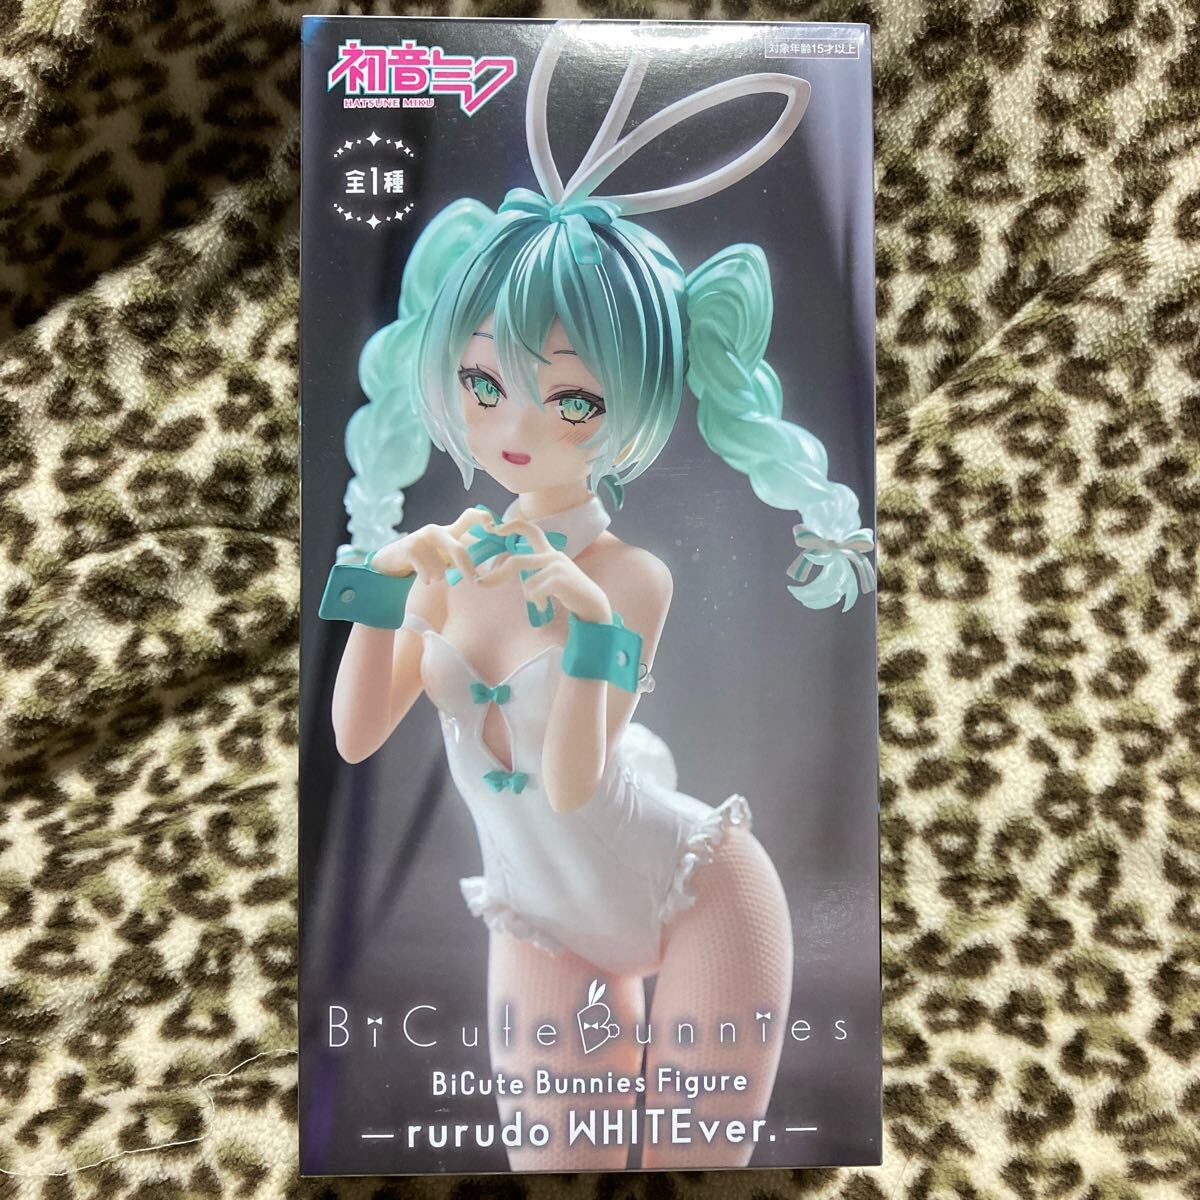 初音ミク
HATSUNE MIKU
対象年齢15才以上
全1種
BiCute Bunnies
BiCute Bunnies Figure
—rurudo WHITEver.—